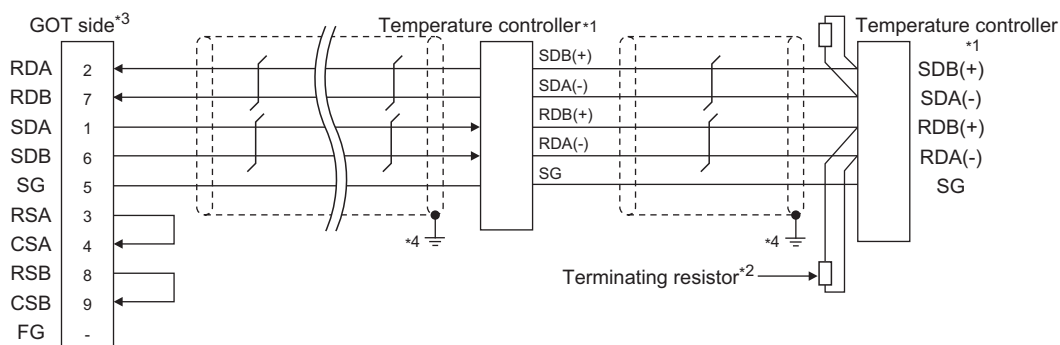 GOT side*3
Temperature controller*1
Temperature controller
*1
RDA 2 SDB(+) SDB(+)
RDB 7 SDA(-) SDA(-)
SDA 1 RDB(+) RDB(+)
SDB 6 RDA(-) RDA(-)
SG 5 SG SG
RSA 3
CSA 4 *4 *4
RSB 8
Terminating resistor*2
CSB 9
FG -